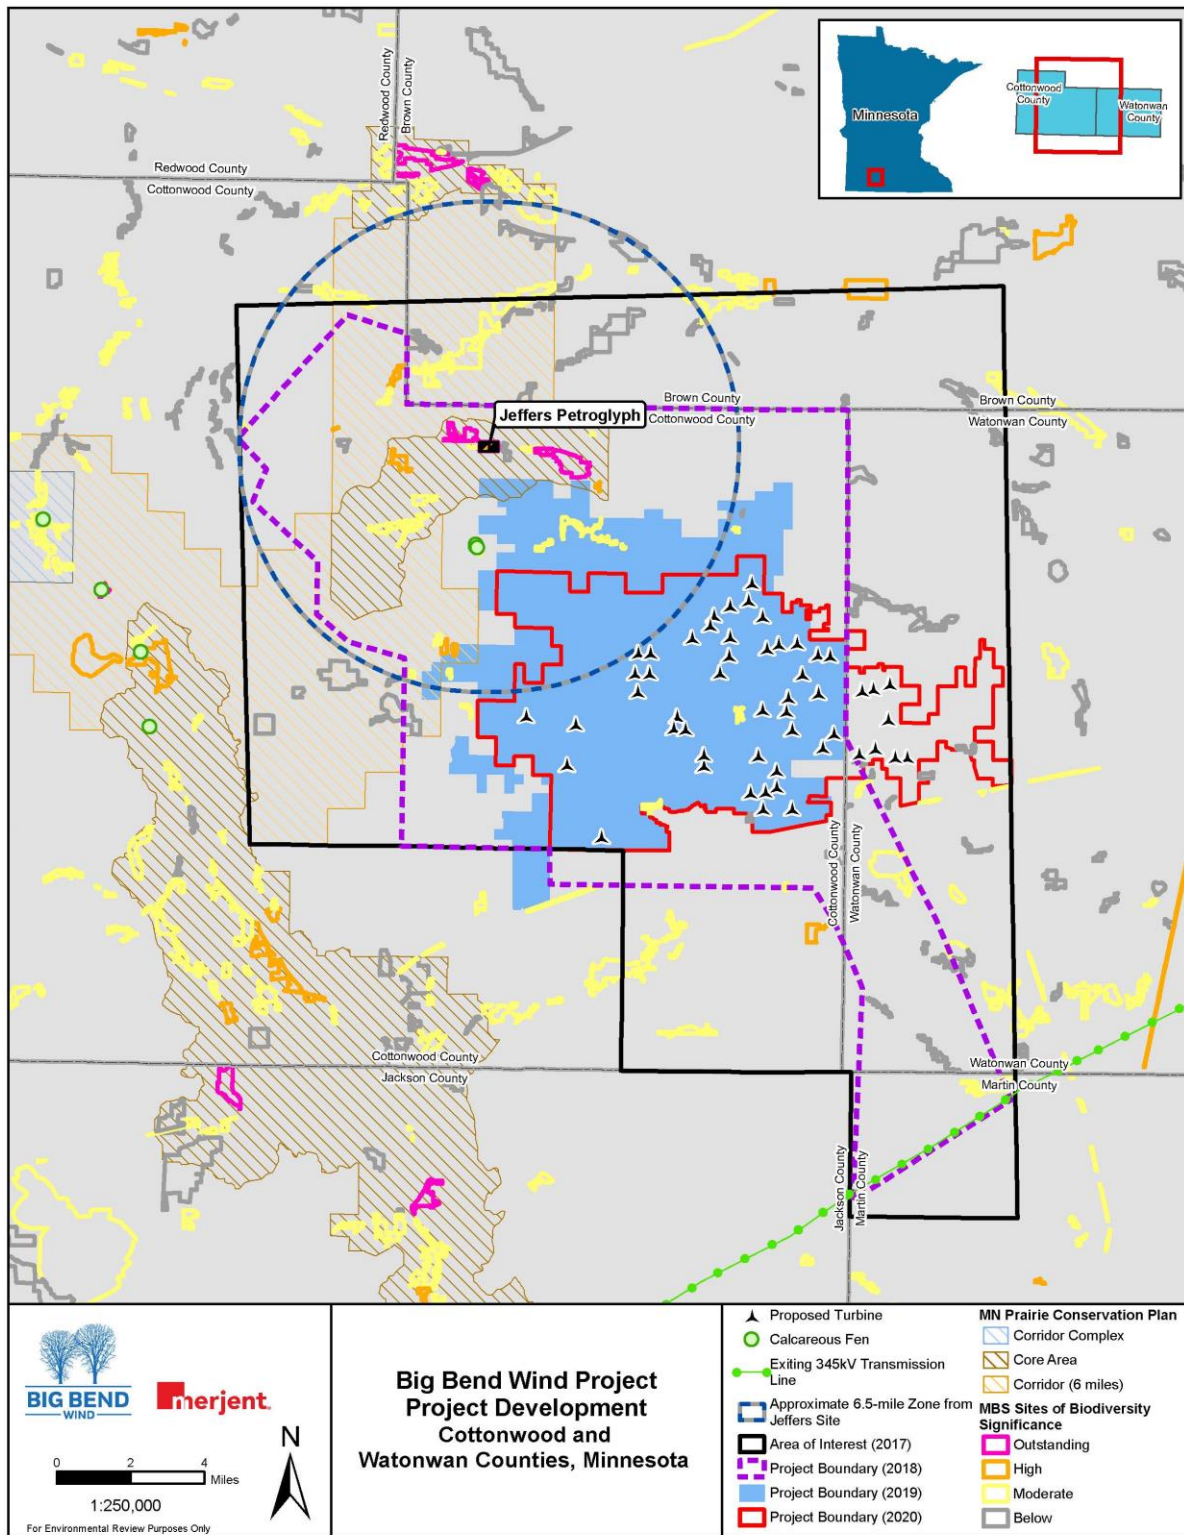 Minnesota
Cottonwood
County
Watonwan
County
Redwood County
Brown County
Redwood County
Cottonwood County
Jeffers Petroglyph
Brown County
Cottonwood County
Brown County
Watonwan County
Cottonwood County
Watonwan County
Cottonwood County
Jackson County
Watonwan County
Martin County
Jackson County
Martin County
BIG BEND
WIND
merjent.
N
0 2 4
Miles
1:250,000
For Environmental Review Purposes Only
Big Bend Wind Project
Project Development
Cottonwood and
Watonwan Counties, Minnesota
Proposed Turbine
Calcareous Fen
Exiting 345kV Transmission
Line
Approximate 6.5-mile Zone from
Jeffers Site
Area of Interest (2017)
Project Boundary (2018)
Project Boundary (2019)
Project Boundary (2020)
MN Prairie Conservation Plan
Corridor Complex
Core Area
Corridor (6 miles)
MBS Sites of Biodiversity
Significance
Outstanding
High
Moderate
Below